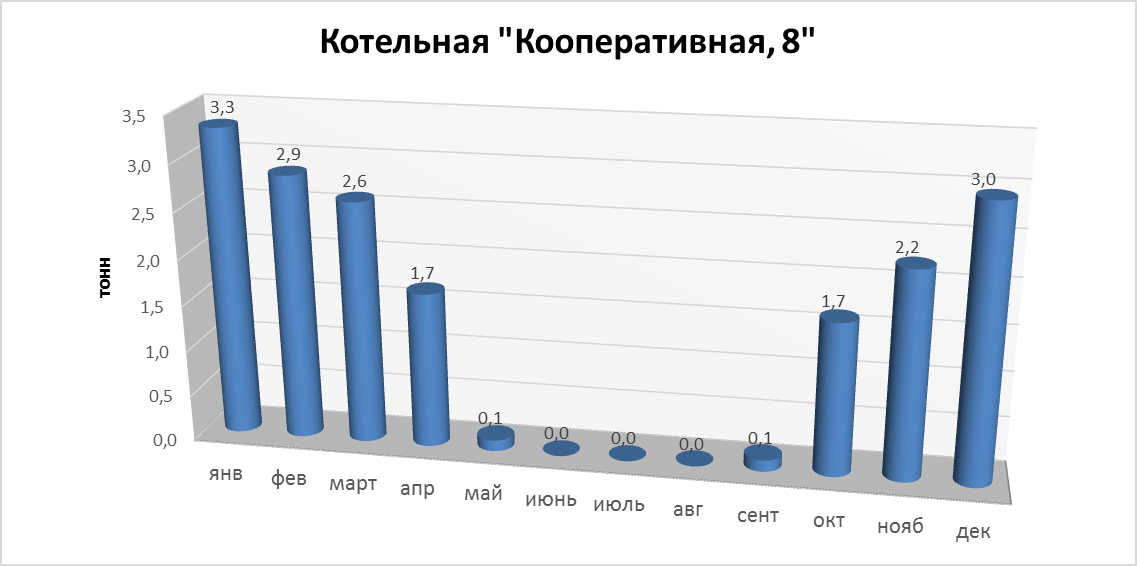 Котельная "Кооперативная, 8"
3,5
3,0
2,5
2,0
1,5
1,0
0,5
0,0
тонн
3,3
2,9
2,6
1,7
0,1
0,0
0,0
0,0
0,1
1,7
2,2
3,0
янв
фев
март
апр
май
июнь
июль
авг
сент
окт
нояб
дек